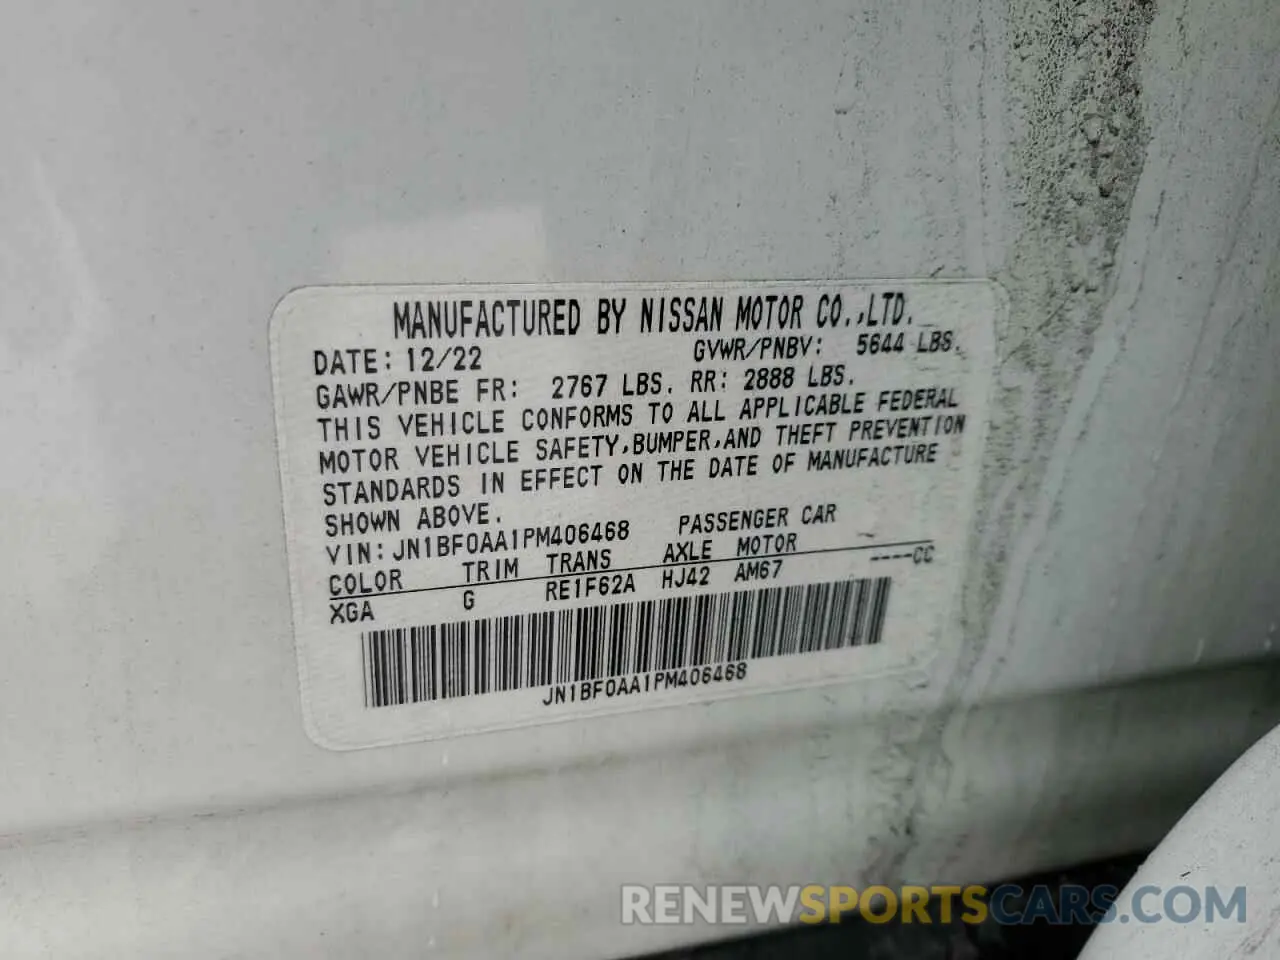 MANUFACTURED BY NISSAN MOTOR CO.,LTD.
DATE: 12/22 GVWR/PNBV: 5644 LBS.
GAWR/PNBE FR: 2767 LBS. RR: 2888 LBS.
THIS VEHICLE CONFORMS TO ALL APPLICABLE FEDERAL
MOTOR VEHICLE SAFETY,BUMPER,AND THEFT PREVENTION
STANDARDS IN EFFECT ON THE DATE OF MANUFACTURE
SHOWN ABOVE.
VIN: JN1BF0AA1PM406468 PASSENGER CAR
COLOR TRIM TRANS AXLE MOTOR ----CC
XGA G RE1F62A HJ42 AM67
JN1BF0AA1PM406468
RENEWSPORTSCARS.COM